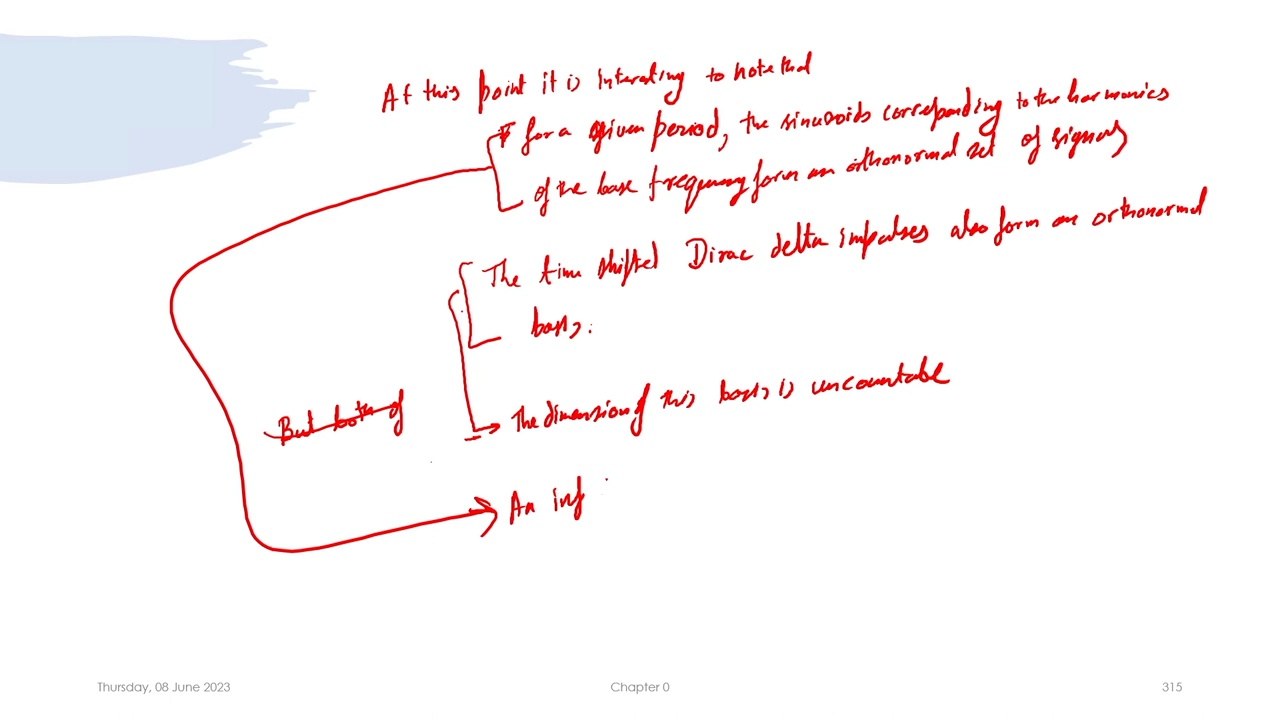 At this point it is interesting to note that
for a given period, the sinusoids corresponding to the harmonics
of the base frequency form an orthonormal set of signals
The time shifted Dirac delta impulses also form an orthonormal
basis.
The dimension of this basis is uncountable
But both of
An inf
Thursday, 08 June 2023
Chapter 0
315